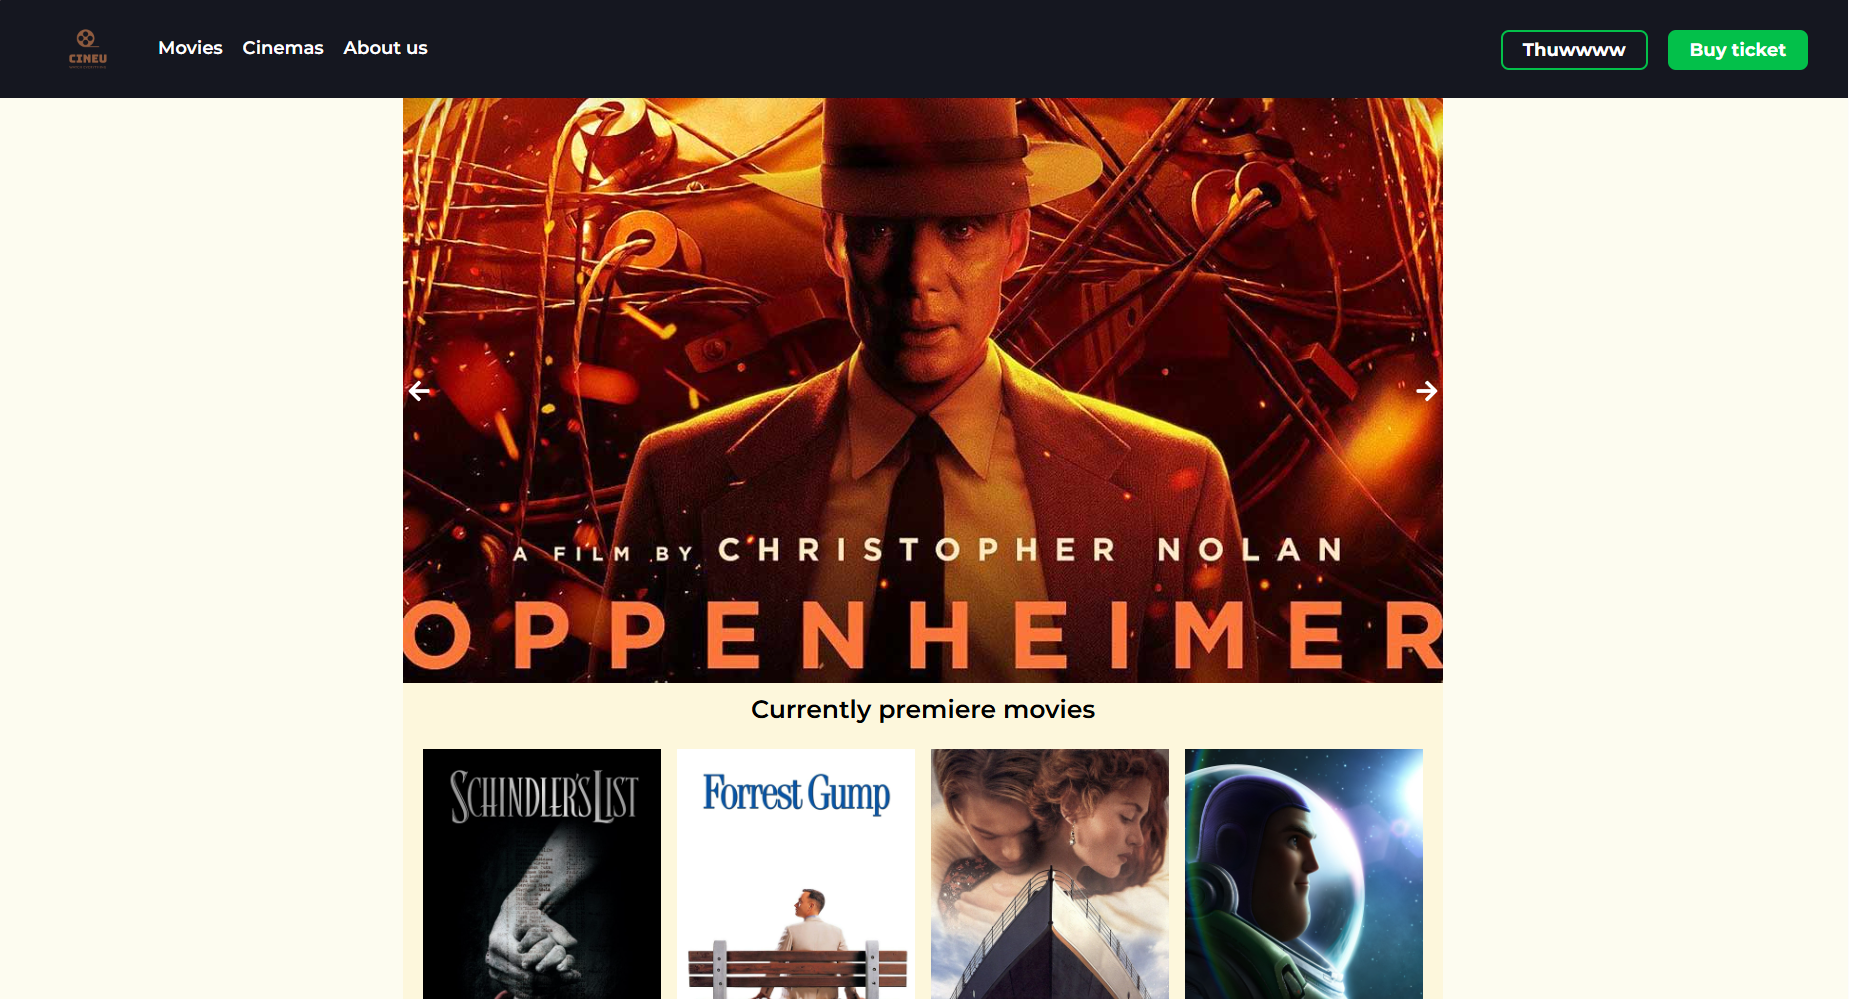 CINEU
Movies Cinemas About us
Thuwwww
Buy ticket
A FILM BY CHRISTOPHER NOLAN
OPPENHEIMER
Currently premiere movies
SCHINDLER'S LIST
Forrest Gump